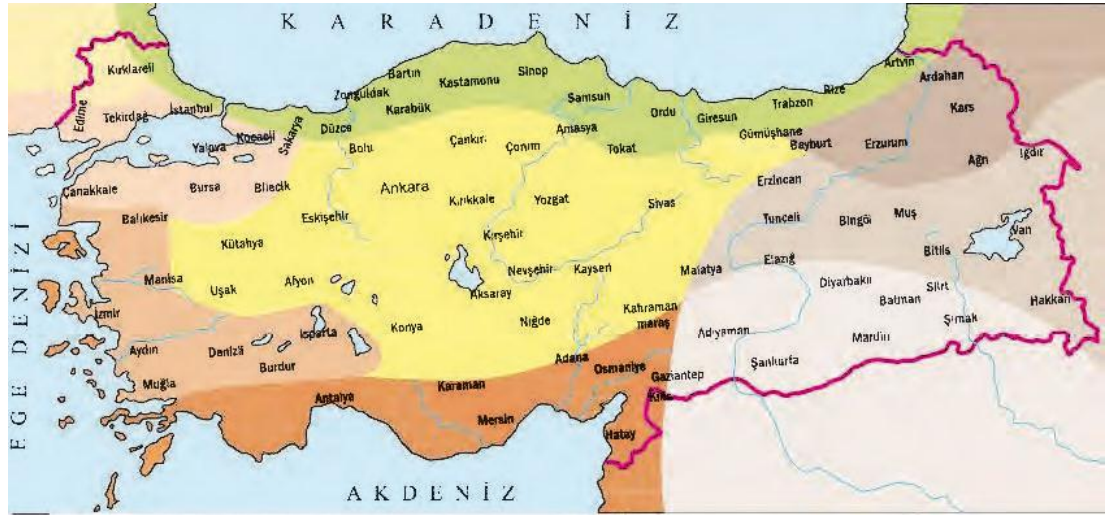 KARADENİZ
Kırklareli
Edirne
Tekirdağ
İstanbul
Kocaeli
Yalova
Sakarya
Çanakkale
Bursa
Bilecik
Balıkesir
Zonguldak
Bartın
Karabük
Kastamonu
Sinop
Samsun
Düzce
Bolu
Çankır.
Çorum
Amasya
Tokat
Ordu
Giresun
Trabzon
Rize
Artvin
Gümüşhane
Bayburt
Ardahan
Kars
Erzurum
Ağrı
Iğdır
Ankara
Kırıkkale
Yozgat
Sivas
Erzincan
Eskişehir
Kütahya
Kırşehir
Tunceli
Bingöl
Muş
Van
Bitlis
Manisa
Uşak
Afyon
Nevşehir
Kayseri
Malatya
Elazığ
Diyarbakır
Batman
Siirt
Hakkari
Aksaray
İzmir
Isparta
Konya
Niğde
Kahraman
maraş
Adıyaman
Mardin
Şırnak
Aydın
Denizli
Burdur
Adana
Osmaniye
Gaziantep
Şanlıurfa
Muğla
Antalya
Karaman
Mersin
Kilis
Hatay
EGE DENİZİ
AKDENİZ